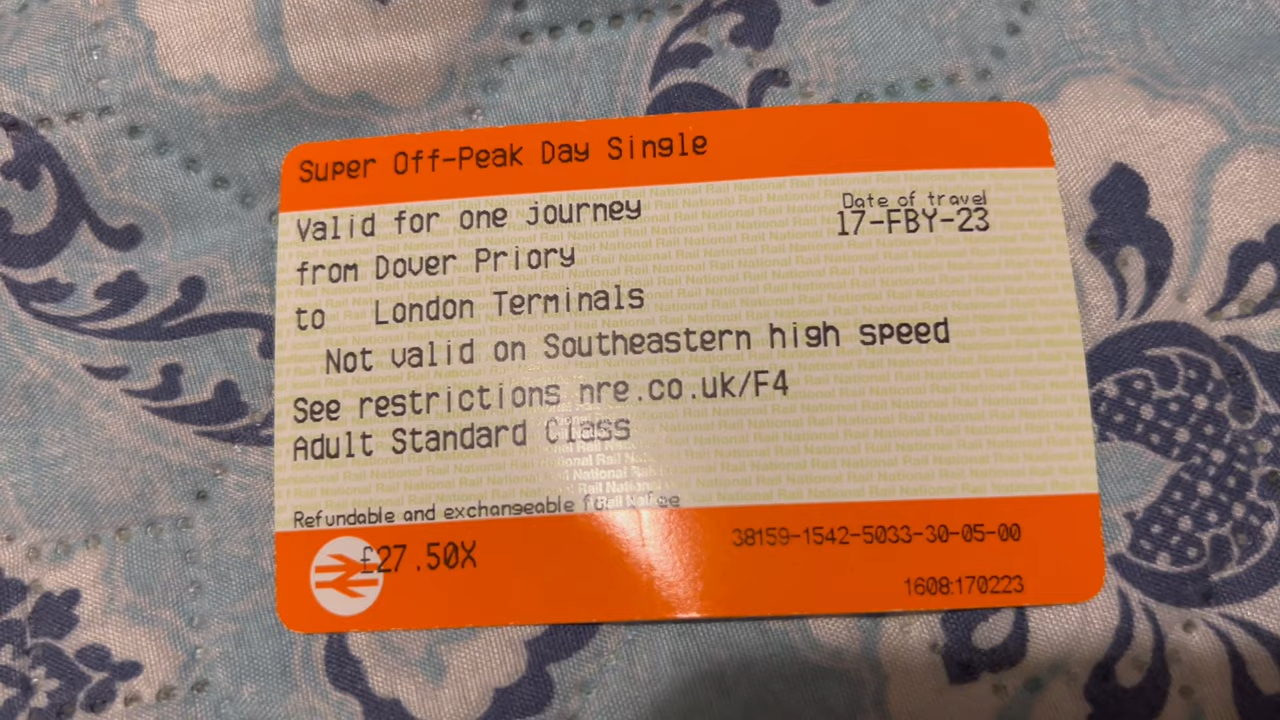 Super Off-Peak Day Single
Valid for one journey
Date of travel
17-FBY-23
from Dover Priory
to London Terminals
Not valid on Southeastern high speed
See restrictions nre.co.uk/F4
Adult Standard Class
Refundable and exchangeable for a fee
£27.50X
38159-1542-5033-30-05-00
1608:170223